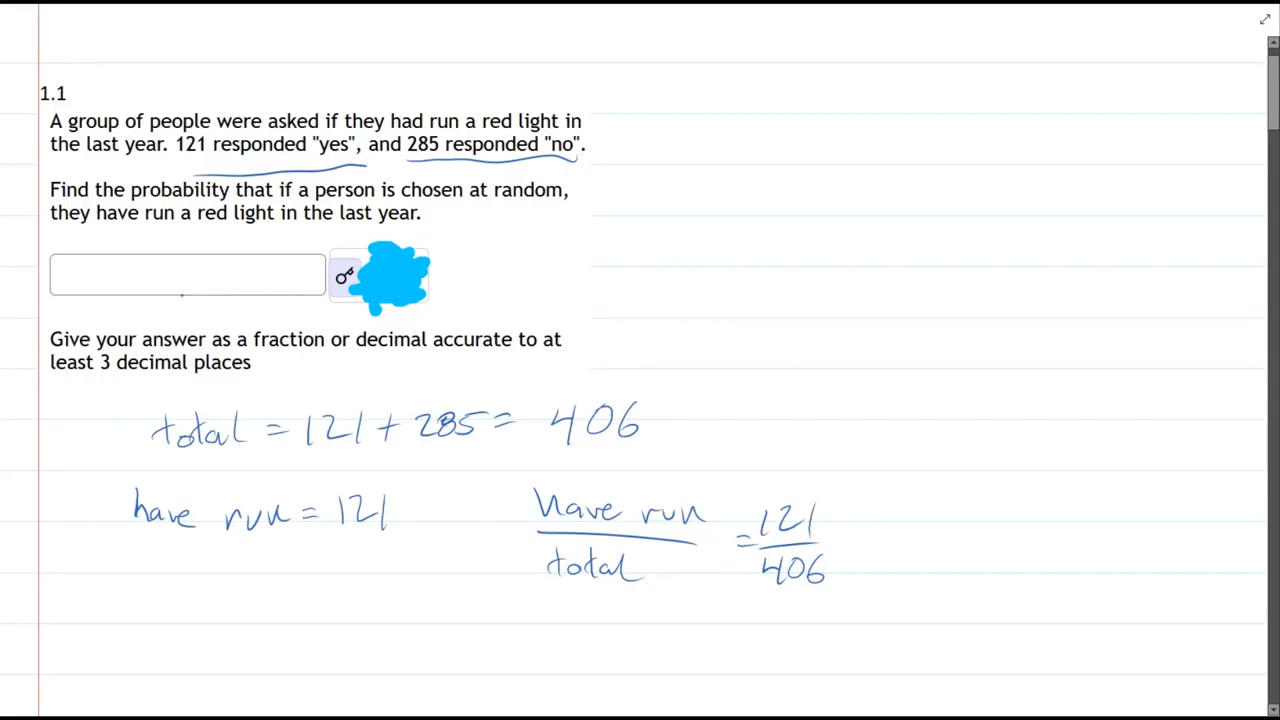 1.1
A group of people were asked if they had run a red light in
the last year. 121 responded "yes", and 285 responded "no".
Find the probability that if a person is chosen at random,
they have run a red light in the last year.
Give your answer as a fraction or decimal accurate to at
least 3 decimal places
total = 121 + 285 = 406
have run = 121
have run
total
= 121
406